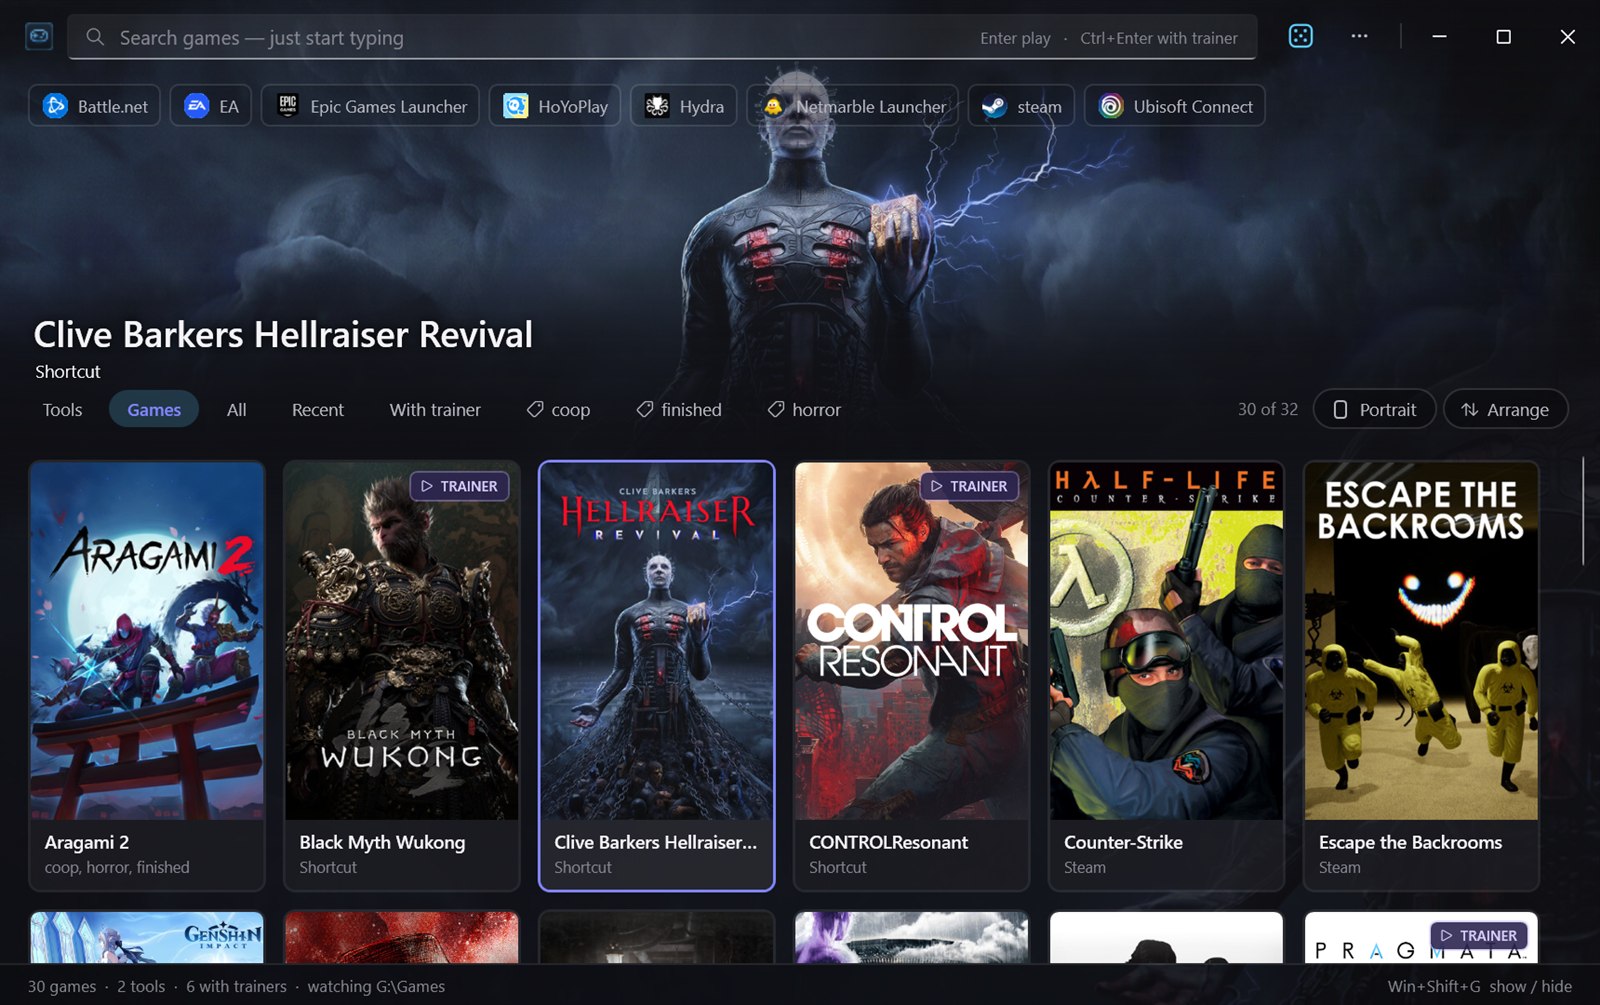 Search games — just start typing
Enter play · Ctrl+Enter with trainer
Battle.net
EA
Epic Games Launcher
HoYoPlay
Hydra
Netmarble Launcher
steam
Ubisoft Connect
Clive Barkers Hellraiser Revival
Shortcut
Tools
Games
All
Recent
With trainer
coop
finished
horror
30 of 32
Portrait
Arrange
ARAGAMI 2
TRAINER
BLACK MYTH
WUKONG
CLIVE BARKER'S
HELLRAISER
REVIVAL
TRAINER
CONTROL
RESONANT
HALF-LIFE
COUNTER-STRIKE
ESCAPE THE
BACKROOMS
Aragami 2
coop, horror, finished
Black Myth Wukong
Shortcut
Clive Barkers Hellraiser...
Shortcut
CONTROLResonant
Shortcut
Counter-Strike
Steam
Escape the Backrooms
Steam
GENSHIN
IMPACT
TRAINER
PRAGMATA
30 games · 2 tools · 6 with trainers · watching G:\Games
Win+Shift+G show / hide